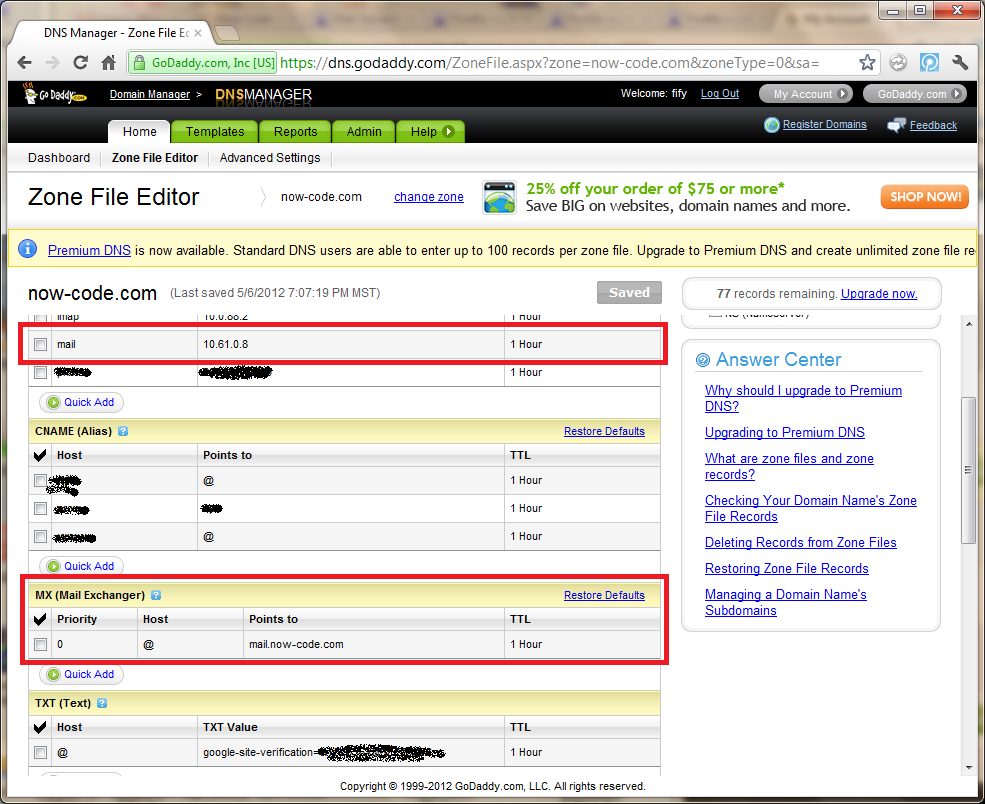 DNS Manager - Zone File Ec
GoDaddy.com, Inc [US] https://dns.godaddy.com/ZoneFile.aspx?zone=now-code.com&zoneType=0&sa=
Go Daddy.com Domain Manager > DNSMANAGER Welcome: fify Log Out My Account GoDaddy.com
Home Templates Reports Admin Help Register Domains Feedback
Dashboard Zone File Editor Advanced Settings
Zone File Editor now-code.com change zone
25% off your order of $75 or more*
Save BIG on websites, domain names and more.
SHOP NOW!
Premium DNS is now available. Standard DNS users are able to enter up to 100 records per zone file. Upgrade to Premium DNS and create unlimited zone file re
now-code.com (Last saved 5/6/2012 7:07:19 PM MST) Saved
77 records remaining. Upgrade now.
imap 10.0.88.2 1 Hour
mail 10.61.0.8 1 Hour
1 Hour
Quick Add
CNAME (Alias) ? Restore Defaults
Host Points to TTL
@ 1 Hour
1 Hour
@ 1 Hour
Quick Add
MX (Mail Exchanger) ? Restore Defaults
Priority Host Points to TTL
0 @ mail.now-code.com 1 Hour
Quick Add
TXT (Text) ?
Host TXT Value TTL
@ google-site-verification= 1 Hour
NS (Nameserver)
? Answer Center
Why should I upgrade to Premium
DNS?
Upgrading to Premium DNS
What are zone files and zone
records?
Checking Your Domain Name's Zone
File Records
Deleting Records from Zone Files
Restoring Zone File Records
Managing a Domain Name's
Subdomains
Copyright © 1999-2012 GoDaddy.com, LLC. All rights reserved.